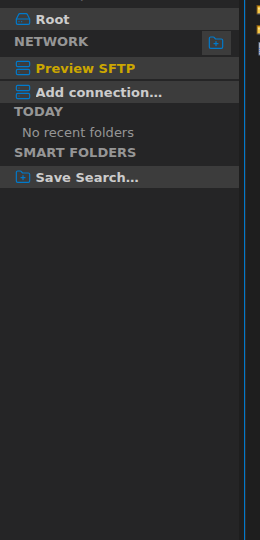 Root
NETWORK
Preview SFTP
Add connection…
TODAY
No recent folders
SMART FOLDERS
Save Search…